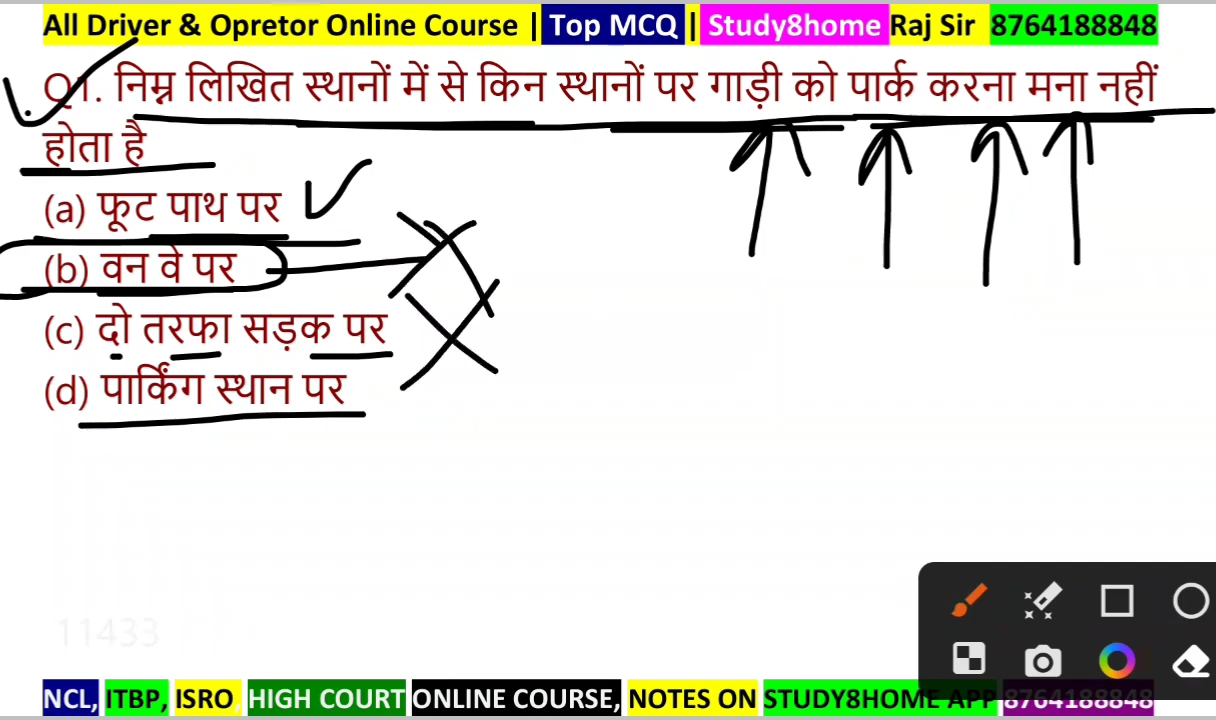 All Driver & Opretor Online Course | Top MCQ | Study8home Raj Sir 8764188848
Q1. निम्न लिखित स्थानों में से किन स्थानों पर गाड़ी को पार्क करना मना नहीं
होता है
(a) फूट पाथ पर
(b) वन वे पर
(c) दो तरफा सड़क पर
(d) पार्किंग स्थान पर
11433
NCL, ITBP, ISRO, HIGH COURT ONLINE COURSE, NOTES ON STUDY8HOME APP 8764188848